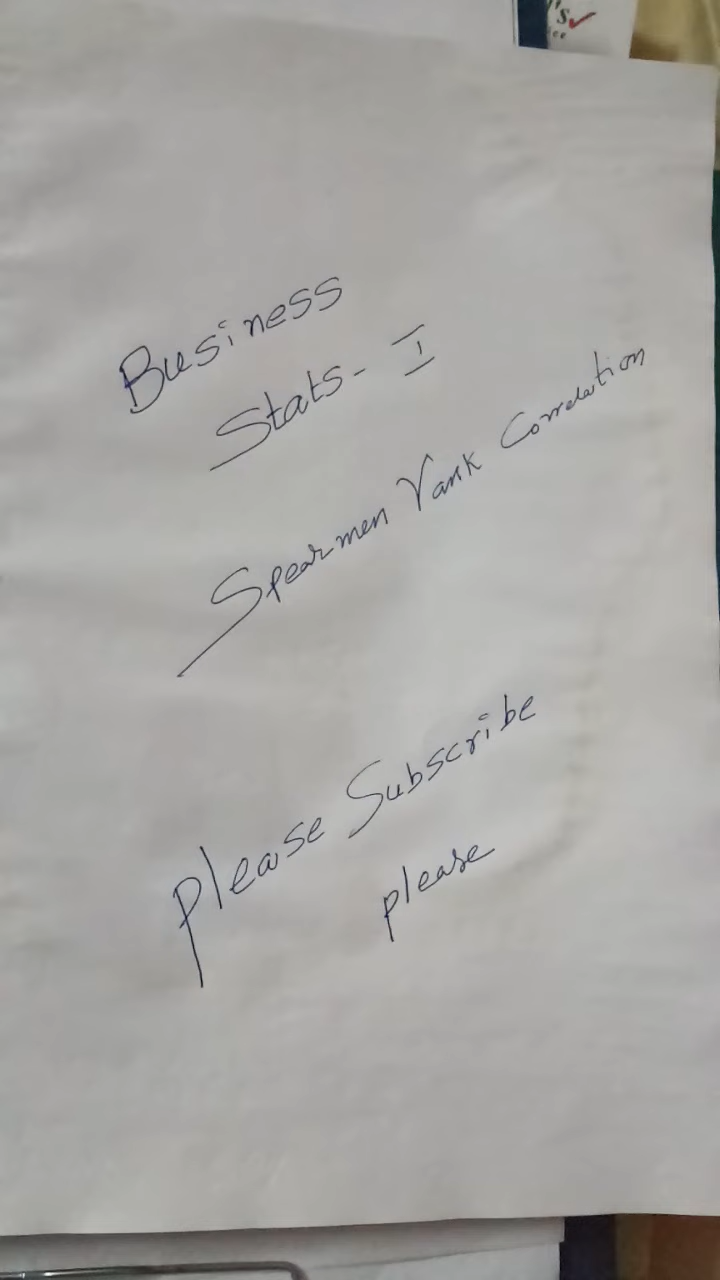 Business
Stats- I
Spearmen rank Correlation
please Subscribe
please